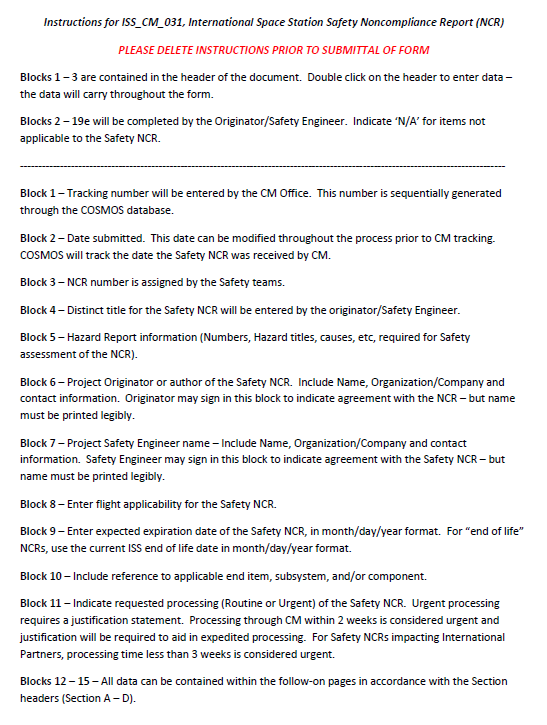 Instructions for ISS_CM_031, International Space Station Safety Noncompliance Report (NCR)
PLEASE DELETE INSTRUCTIONS PRIOR TO SUBMITTAL OF FORM
Blocks 1 – 3 are contained in the header of the document.  Double click on the header to enter data –
the data will carry throughout the form.
Blocks 2 – 19e will be completed by the Originator/Safety Engineer.  Indicate ‘N/A’ for items not
applicable to the Safety NCR.
-----------------------------------------------------------------------------------------------------------------------------
Block 1 – Tracking number will be entered by the CM Office.  This number is sequentially generated
through the COSMOS database.
Block 2 – Date submitted.  This date can be modified throughout the process prior to CM tracking.
COSMOS will track the date the Safety NCR was received by CM.
Block 3 – NCR number is assigned by the Safety teams.
Block 4 – Distinct title for the Safety NCR will be entered by the originator/Safety Engineer.
Block 5 – Hazard Report information (Numbers, Hazard titles, causes, etc, required for Safety
assessment of the NCR).
Block 6 – Project Originator or author of the Safety NCR.  Include Name, Organization/Company and
contact information.  Originator may sign in this block to indicate agreement with the NCR – but name
must be printed legibly.
Block 7 – Project Safety Engineer name – Include Name, Organization/Company and contact
information.  Safety Engineer may sign in this block to indicate agreement with the Safety NCR – but
name must be printed legibly.
Block 8 – Enter flight applicability for the Safety NCR.
Block 9 – Enter expected expiration date of the Safety NCR, in month/day/year format.  For “end of life”
NCRs, use the current ISS end of life date in month/day/year format.
Block 10 – Include reference to applicable end item, subsystem, and/or component.
Block 11 – Indicate requested processing (Routine or Urgent) of the Safety NCR.  Urgent processing
requires a justification statement.  Processing through CM within 2 weeks is considered urgent and
justification will be required to aid in expedited processing.  For Safety NCRs impacting International
Partners, processing time less than 3 weeks is considered urgent.
Blocks 12 – 15 – All data can be contained within the follow-on pages in accordance with the Section
headers (Section A – D).